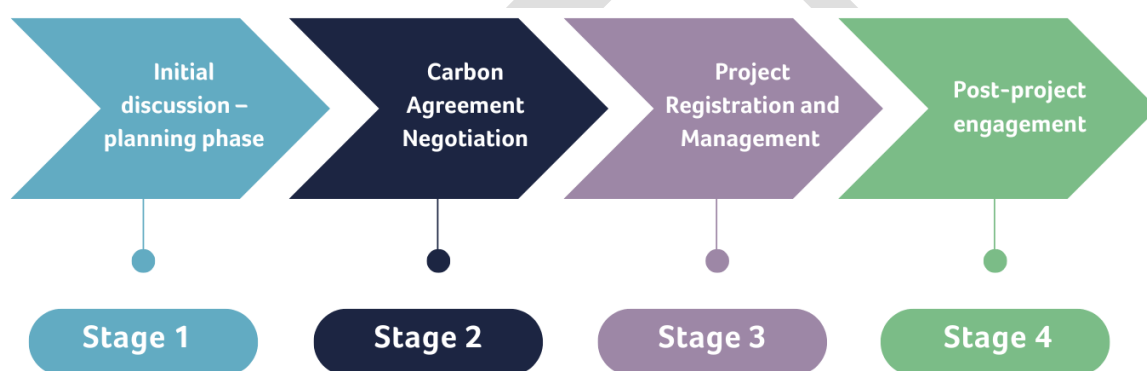 Initial
discussion –
planning phase
Carbon
Agreement
Negotiation
Project
Registration and
Management
Post-project
engagement
Stage 1
Stage 2
Stage 3
Stage 4